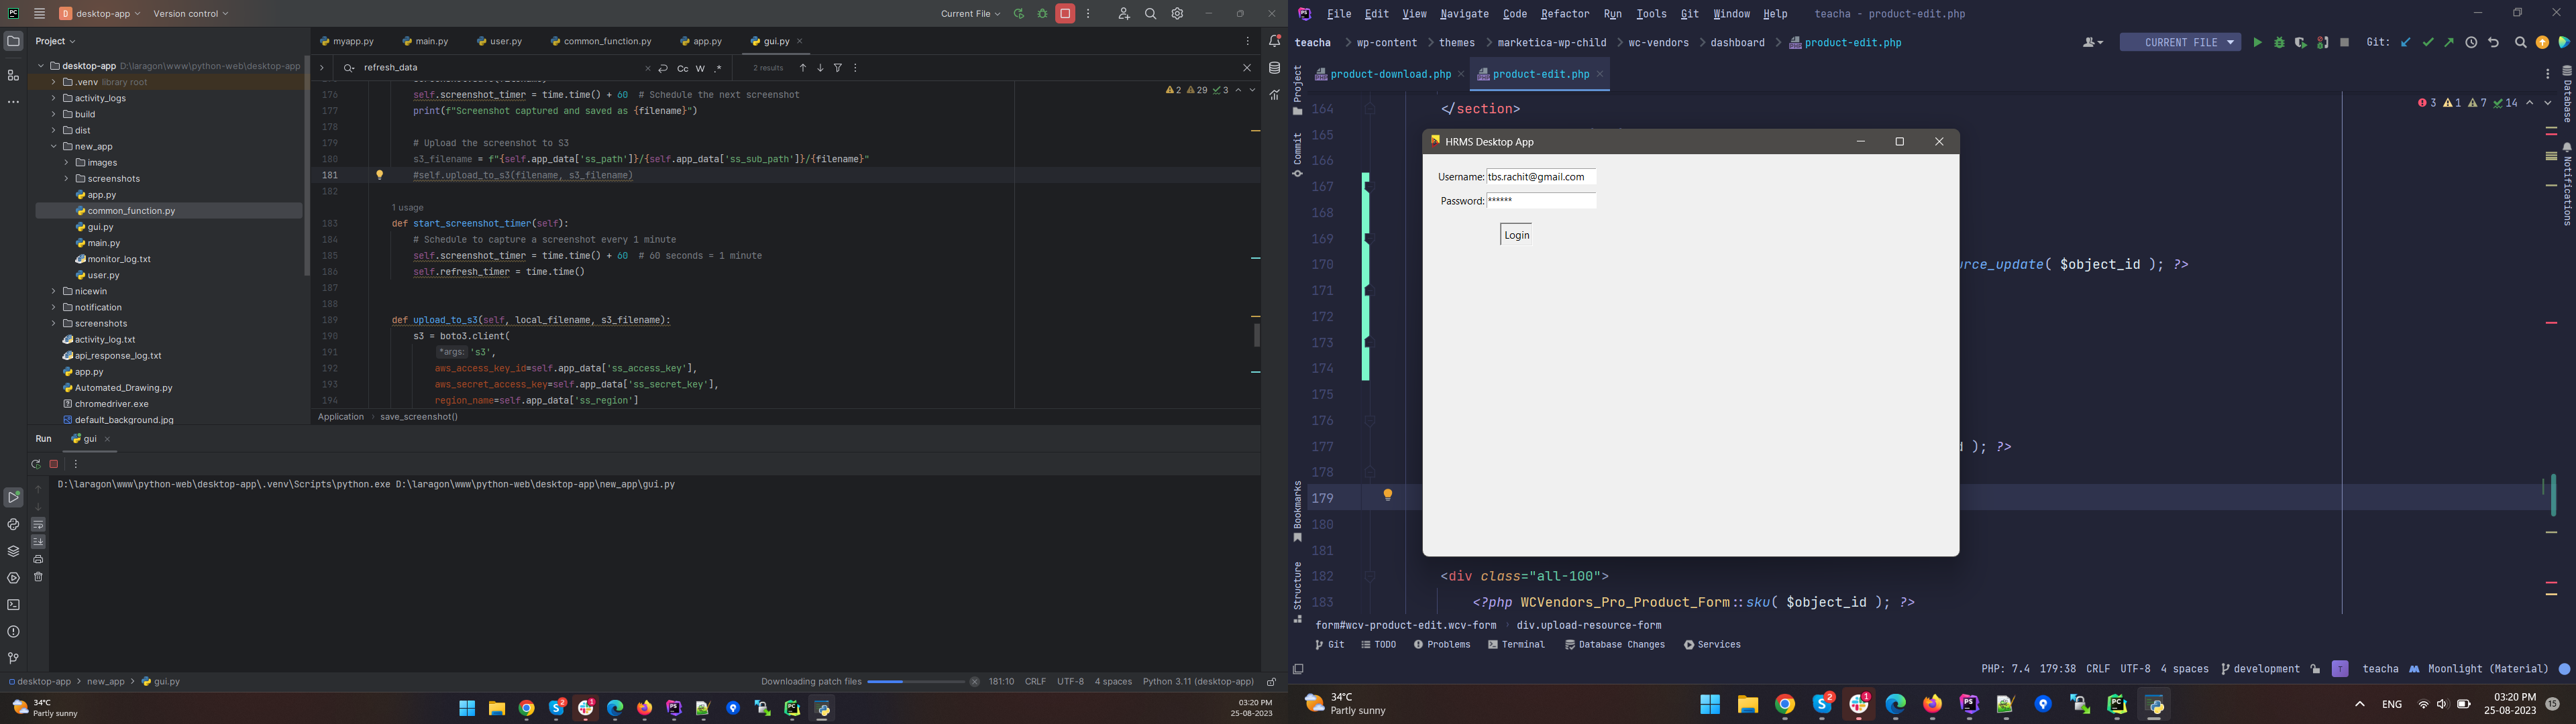 desktop-app
Version control
Current File
Project
myapp.py
main.py
user.py
common_function.py
app.py
gui.py
desktop-app D:\laragon\www\python-web\desktop-app
.venv library root
activity_logs
build
dist
new_app
images
screenshots
app.py
common_function.py
gui.py
main.py
monitor_log.txt
user.py
nicewin
notification
screenshots
activity_log.txt
api_response_log.txt
app.py
Automated_Drawing.py
chromedriver.exe
default_background.jpg
refresh_data
Cc W .*
2 results
2 29 3
176 self.screenshot_timer = time.time() + 60 # Schedule the next screenshot
177 print(f"Screenshot captured and saved as {filename}")
178
179 # Upload the screenshot to S3
180 s3_filename = f"{self.app_data['ss_path']}/{self.app_data['ss_sub_path']}/{filename}"
181 #self.upload_to_s3(filename, s3_filename)
182
1 usage
183 def start_screenshot_timer(self):
184 # Schedule to capture a screenshot every 1 minute
185 self.screenshot_timer = time.time() + 60 # 60 seconds = 1 minute
186 self.refresh_timer = time.time()
187
188
189 def upload_to_s3(self, local_filename, s3_filename):
190 s3 = boto3.client(
191 *args: 's3',
192 aws_access_key_id=self.app_data['ss_access_key'],
193 aws_secret_access_key=self.app_data['ss_secret_key'],
194 region_name=self.app_data['ss_region']
Application > save_screenshot()
Run gui
D:\laragon\www\python-web\desktop-app\.venv\Scripts\python.exe D:\laragon\www\python-web\desktop-app\new_app\gui.py
desktop-app > new_app > gui.py
Downloading patch files
181:10 CRLF UTF-8 4 spaces Python 3.11 (desktop-app)
34°C
Partly sunny
03:20 PM
25-08-2023
File Edit View Navigate Code Refactor Run Tools Git Window Help teacha - product-edit.php
teacha > wp-content > themes > marketica-wp-child > wc-vendors > dashboard > product-edit.php
CURRENT FILE
Git:
product-download.php
product-edit.php
3 1 7 14
Project
Commit
Bookmarks
Structure
Database
Notifications
164 </section>
165
166
167
168
169
170 urce_update( $object_id ); ?>
171
172
173
174
175
176
177 d ); ?>
178
179
180
181
182 <div class="all-100">
183 <?php WCVendors_Pro_Product_Form::sku( $object_id ); ?>
HRMS Desktop App
Username: tbs.rachit@gmail.com
Password: ******
Login
form#wcv-product-edit.wcv-form > div.upload-resource-form
Git TODO Problems Terminal Database Changes Services
PHP: 7.4 179:38 CRLF UTF-8 4 spaces development T teacha Moonlight (Material)
34°C
Partly sunny
ENG
03:20 PM
25-08-2023
15